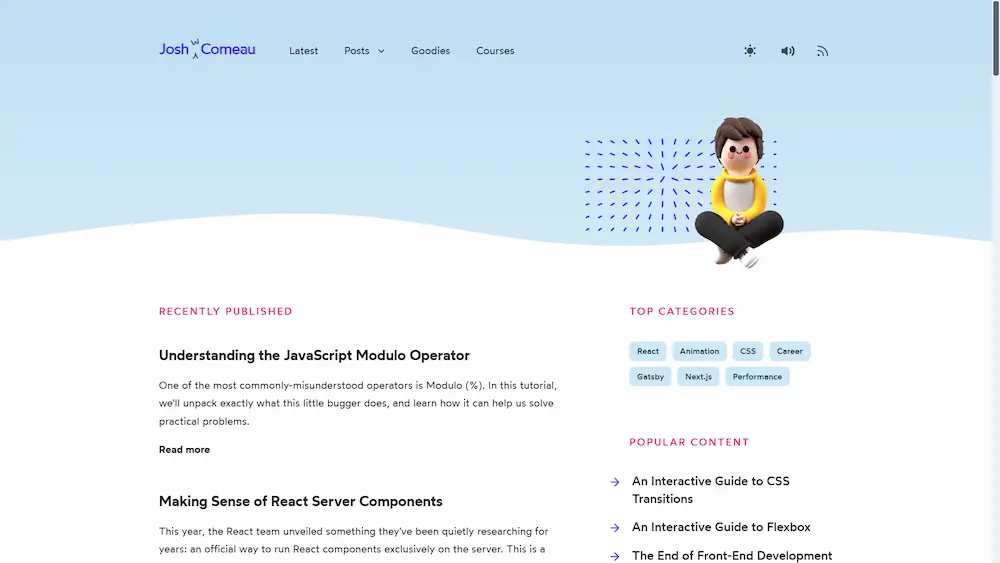 Josh W Comeau
Latest
Posts
Goodies
Courses
RECENTLY PUBLISHED
Understanding the JavaScript Modulo Operator
One of the most commonly-misunderstood operators is Modulo (%). In this tutorial,
we'll unpack exactly what this little bugger does, and learn how it can help us solve
practical problems.
Read more
Making Sense of React Server Components
This year, the React team unveiled something they've been quietly researching for
years: an official way to run React components exclusively on the server. This is a
TOP CATEGORIES
React
Animation
CSS
Career
Gatsby
Next.js
Performance
POPULAR CONTENT
An Interactive Guide to CSS
Transitions
An Interactive Guide to Flexbox
The End of Front-End Development